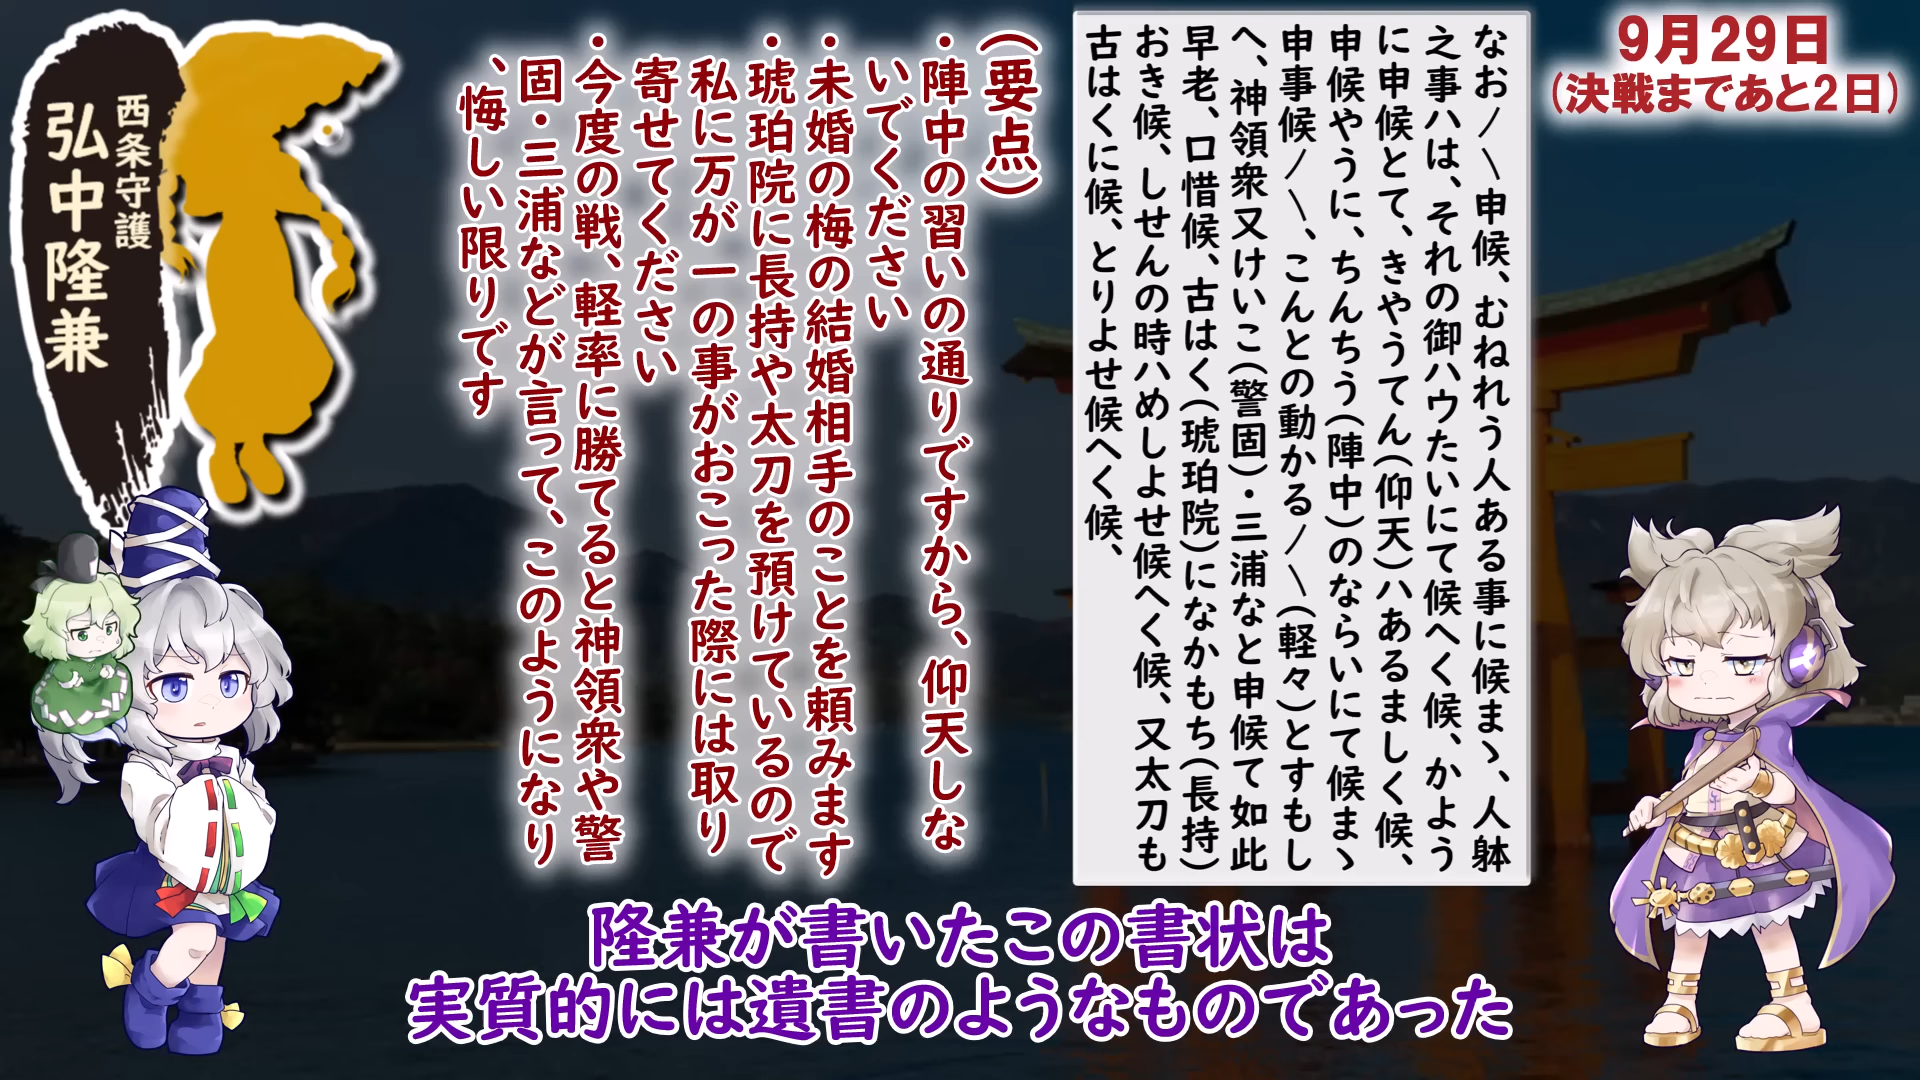 9月29日
(決戦まであと2日)
なお〳〵申候、むねれう人ある事に候まゝ、人躰
之事ハは、それの御ハウたいにて候へく候、かよう
に申候とて、きやうてん(仰天)ハあるましく候、
申候やうに、ちんちう(陣中)のならいにて候まゝ
申事候〳〵、こんとの動かる〳〵(軽々)とすもし
へ、神領衆又けいこ(警固)・三浦なと申候て如此
早老、口惜候、古はく(琥珀院)になかもち(長持)
おき候、しせんの時ハめしよせ候へく候、又太刀も
古はくに候、とりよせ候へく候、
(要点)
・陣中の習いの通りですから、仰天しな
いでください
・未婚の梅の結婚相手のことを頼みます
・琥珀院に長持や太刀を預けているので
私に万が一の事がおこった際には取り
寄せてください
・今度の戦、軽率に勝てると神領衆や警
固・三浦などが言って、このようになり
、悔しい限りです
西条守護
弘中隆兼
隆兼が書いたこの書状は
実質的には遺書のようなものであった